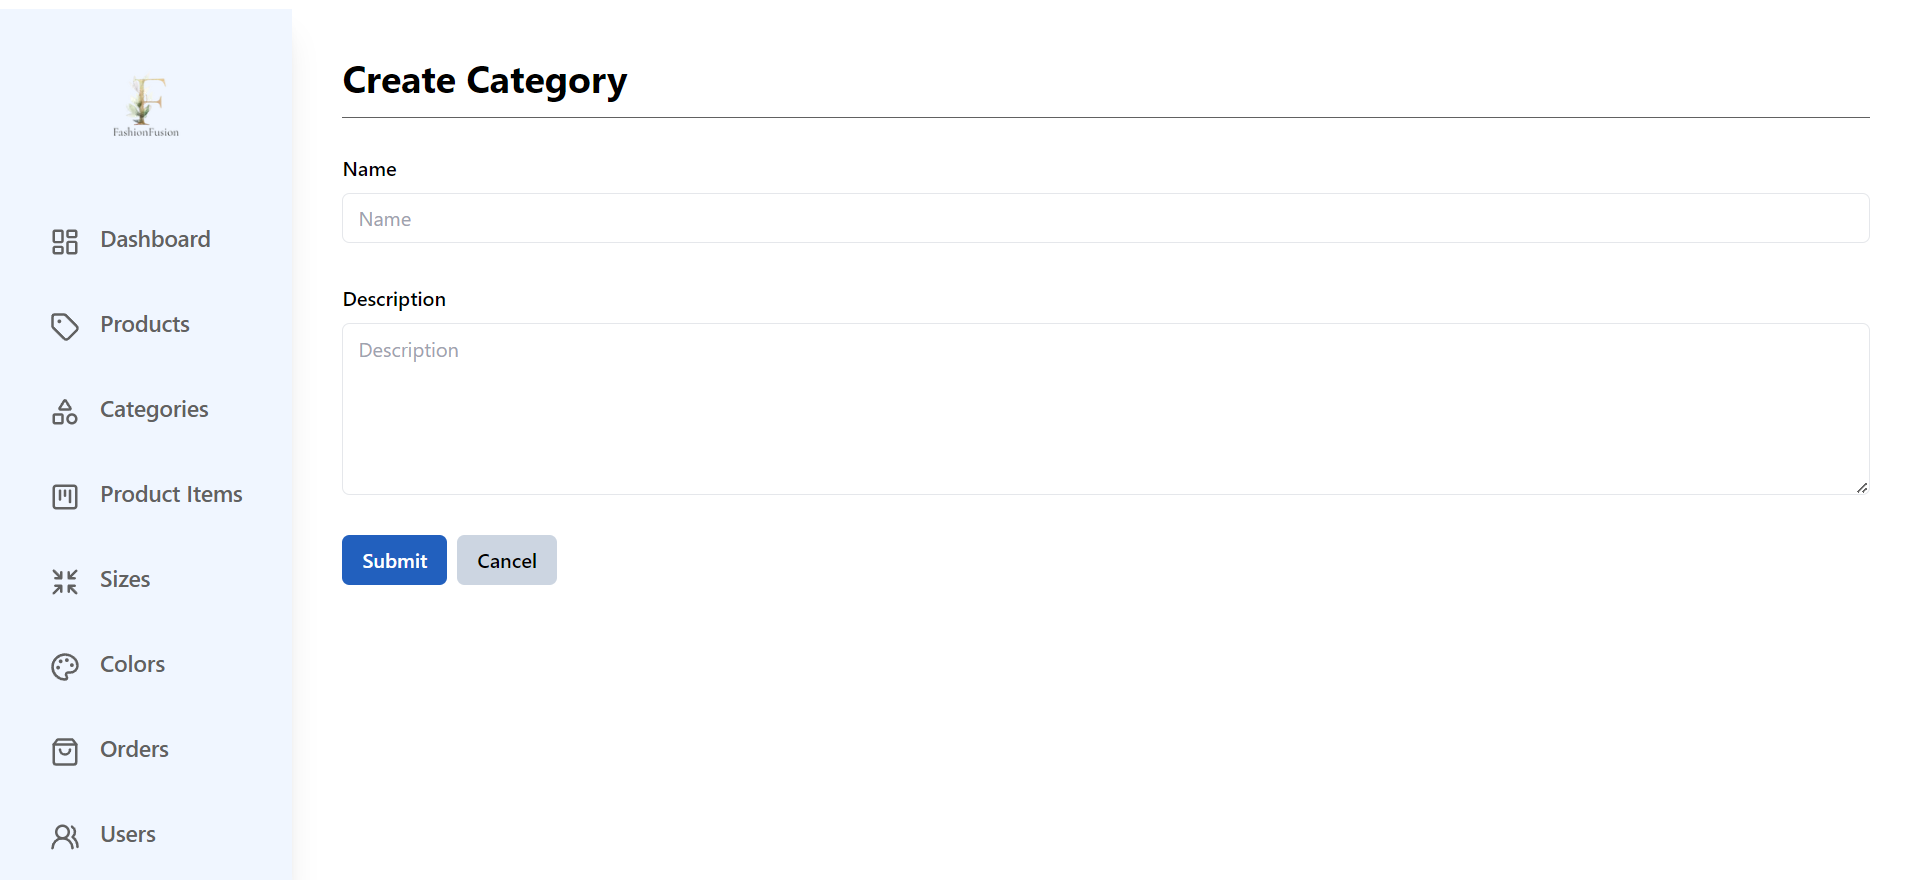 F
FashionFusion
Dashboard
Products
Categories
Product Items
Sizes
Colors
Orders
Users
Create Category
Name
Name
Description
Description
Submit
Cancel